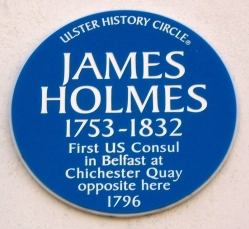 ULSTER HISTORY CIRCLE®
JAMES
HOLMES
1753-1832
First US Consul
in Belfast at
Chichester Quay
opposite here
1796